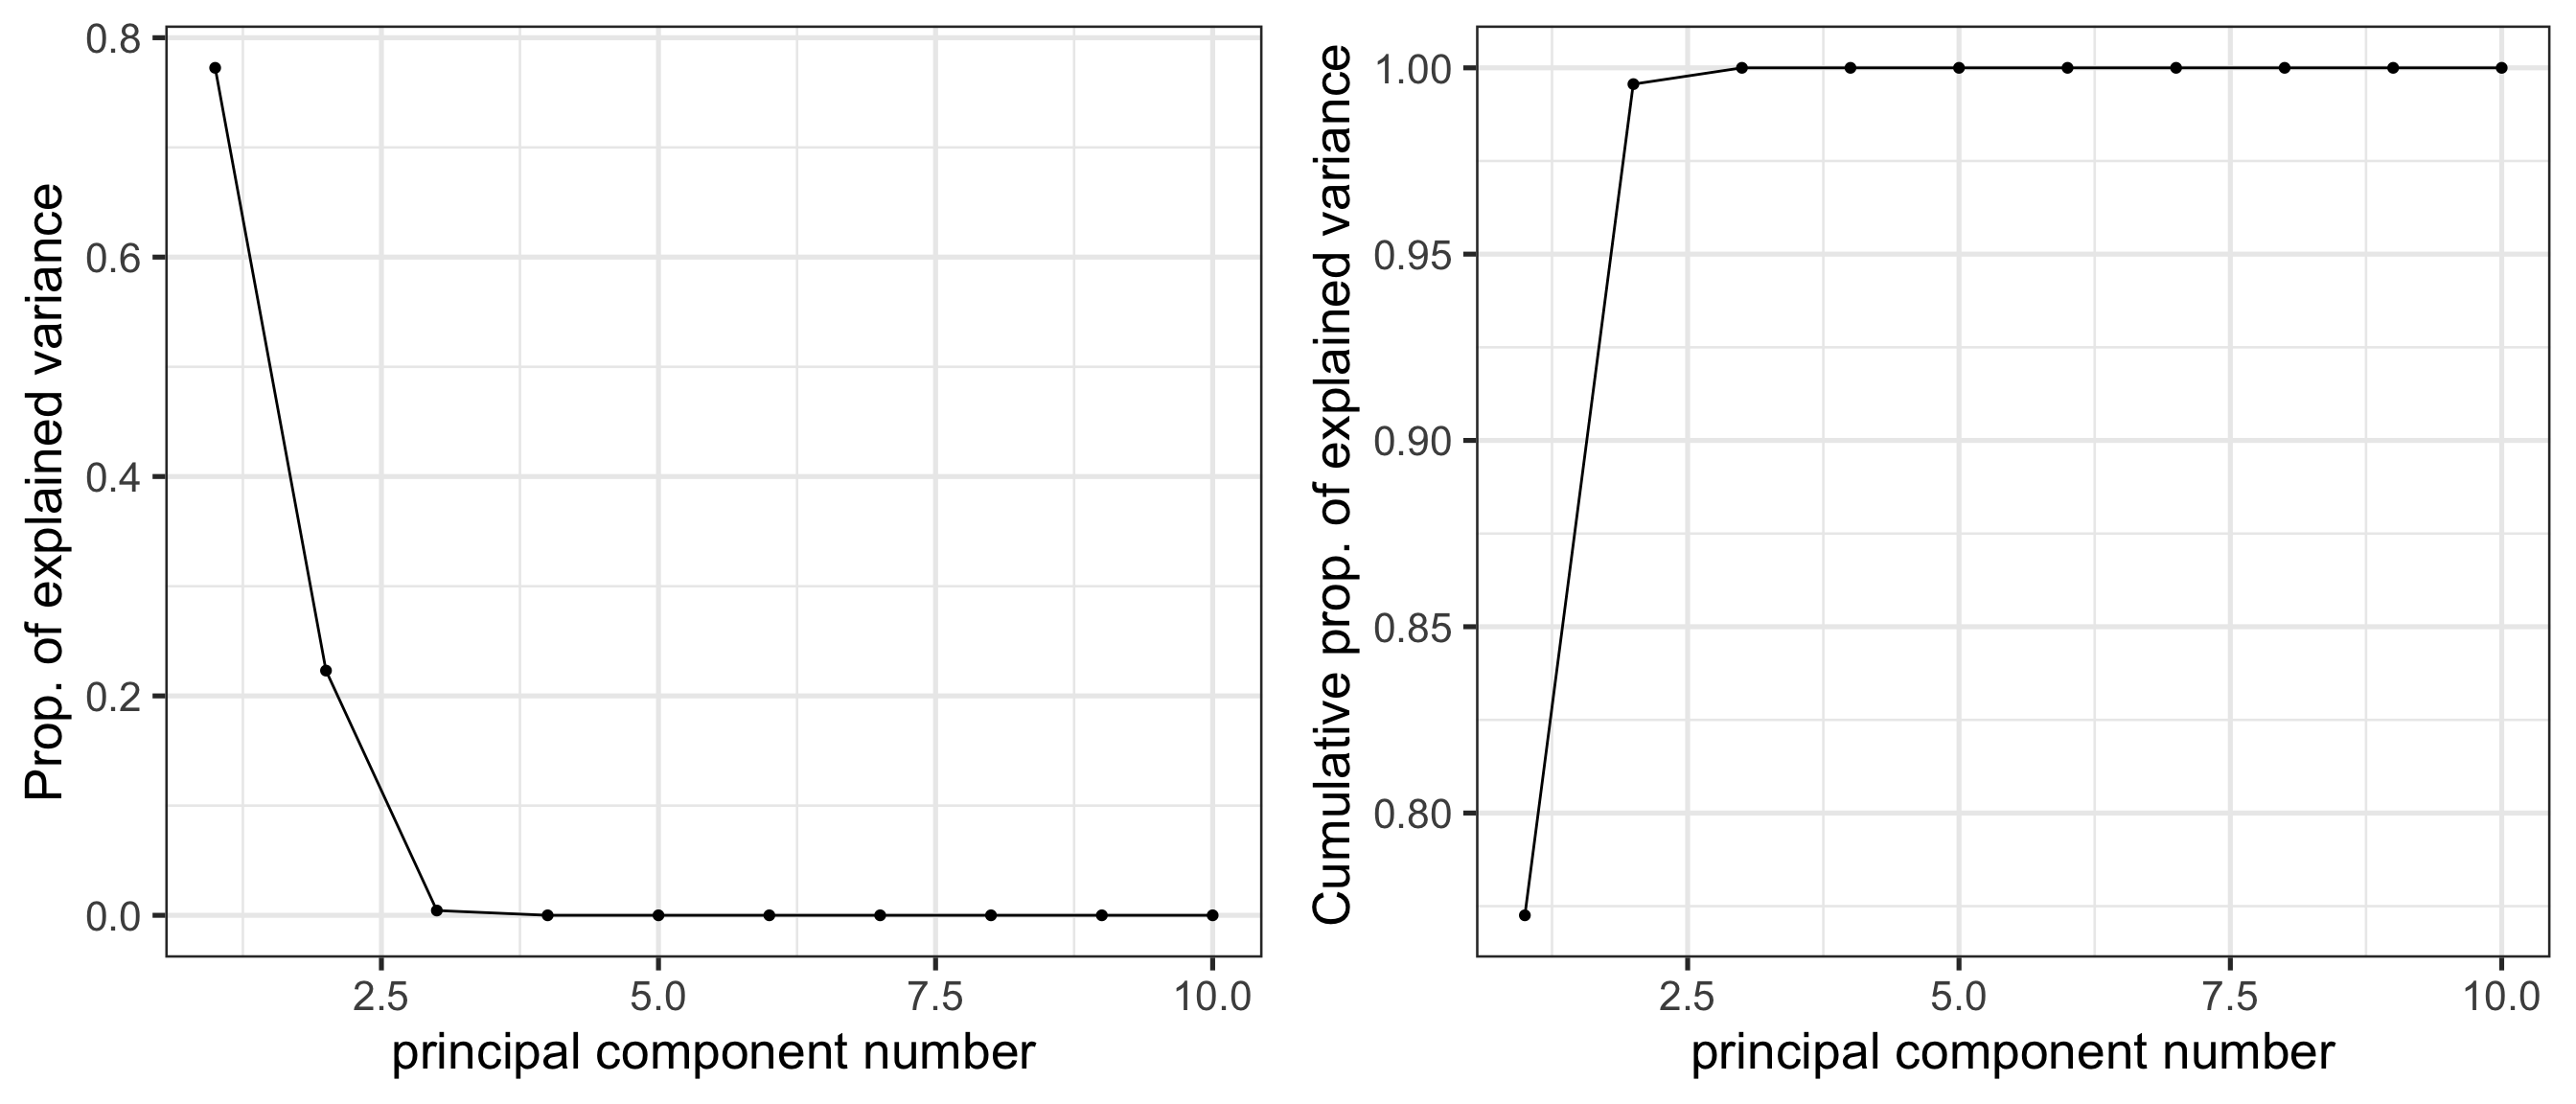 Prop. of explained variance
0.8
0.6
0.4
0.2
0.0
2.5 5.0 7.5 10.0
principal component number
Cumulative prop. of explained variance
1.00
0.95
0.90
0.85
0.80
2.5 5.0 7.5 10.0
principal component number